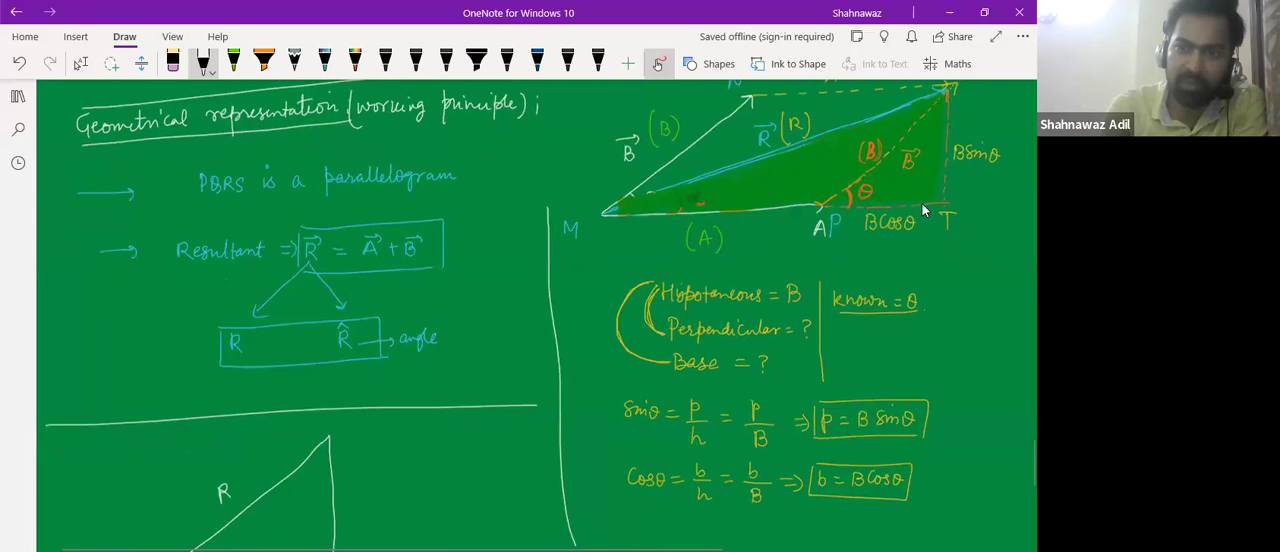 OneNote for Windows 10
Shahnawaz
Home Insert Draw View Help
Saved offline (sign-in required)
Share
Shapes
Ink to Shape
Ink to Text
Maths
Shahnawaz Adil
Geometrical representation (working principle) ;
PQRS is a parallelogram
Resultant ⇒ R⃗ = A⃗ + B⃗
R R̂ → angle
R
B⃗ (B)
R⃗ (R)
(B) B⃗
B sinθ
θ
M
(A)
A P
B cosθ
T
Hippotaneous = B
Perpendicular = ?
Base = ?
known = θ
sinθ = p/h = p/B ⇒ p = B sinθ
cosθ = b/h = b/B ⇒ b = B cosθ